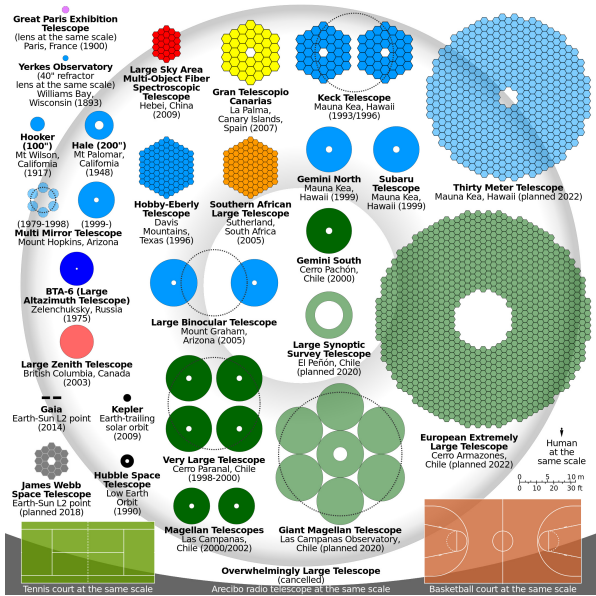 Great Paris Exhibition
Telescope
(lens at the same scale)
Paris, France (1900)
Yerkes Observatory
(40" refractor
lens at the same scale)
Williams Bay,
Wisconsin (1893)
Hooker
(100")
Mt Wilson,
California
(1917)
Hale (200")
Mt Palomar,
California
(1948)
(1979-1998)
(1999-)
Multi Mirror Telescope
Mount Hopkins, Arizona
BTA-6 (Large
Altazimuth Telescope)
Zelenchuksky, Russia
(1975)
Large Zenith Telescope
British Columbia, Canada
(2003)
Gaia
Earth-Sun L2 point
(2014)
Kepler
Earth-trailing
solar orbit
(2009)
James Webb
Space Telescope
Earth-Sun L2 point
(planned 2018)
Hubble Space
Telescope
Low Earth
Orbit
(1990)
Large Sky Area
Multi-Object Fiber
Spectroscopic
Telescope
Hebei, China
(2009)
Gran Telescopio
Canarias
La Palma,
Canary Islands,
Spain (2007)
Keck Telescope
Mauna Kea, Hawaii
(1993/1996)
Thirty Meter Telescope
Mauna Kea, Hawaii (planned 2022)
Hobby-Eberly
Telescope
Davis
Mountains,
Texas (1996)
Southern African
Large Telescope
Sutherland,
South Africa
(2005)
Gemini North
Mauna Kea,
Hawaii (1999)
Subaru
Telescope
Mauna Kea,
Hawaii (1999)
Gemini South
Cerro Pachón,
Chile (2000)
Large Binocular Telescope
Mount Graham,
Arizona (2005)
Large Synoptic
Survey Telescope
El Peñón, Chile
(planned 2020)
Very Large Telescope
Cerro Paranal, Chile
(1998-2000)
Magellan Telescopes
Las Campanas,
Chile (2000/2002)
Giant Magellan Telescope
Las Campanas Observatory,
Chile (planned 2020)
European Extremely
Large Telescope
Cerro Armazones,
Chile (planned 2022)
Human
at the
same scale
0 5 10 m
0 10 20 30 ft
Overwhelmingly Large Telescope
(cancelled)
Tennis court at the same scale
Arecibo radio telescope at the same scale
Basketball court at the same scale